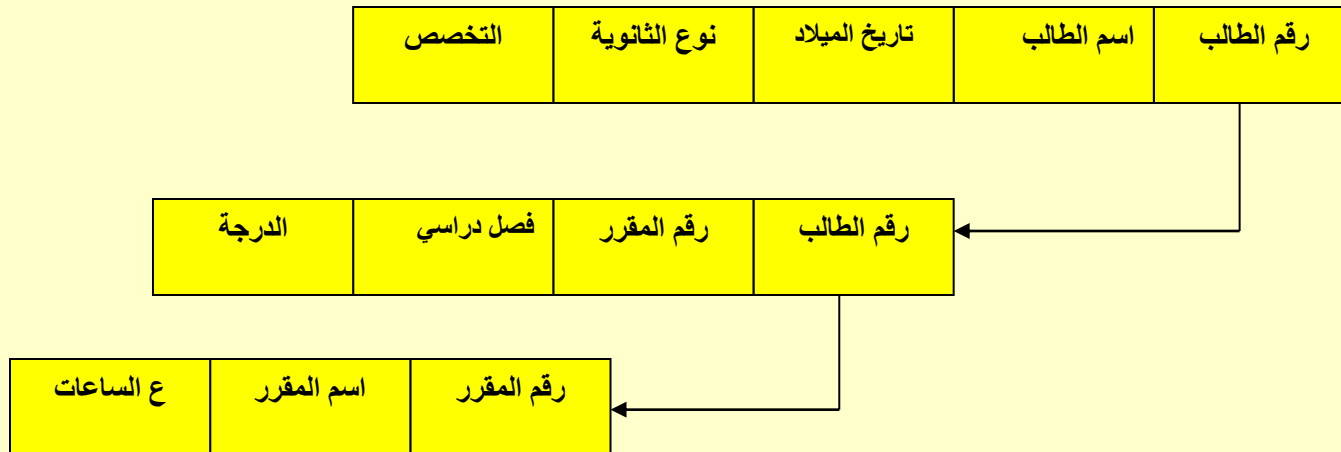 رقم الطالب اسم الطالب تاريخ الميلاد نوع الثانوية التخصص
رقم الطالب رقم المقرر فصل دراسي الدرجة
رقم المقرر اسم المقرر ع الساعات